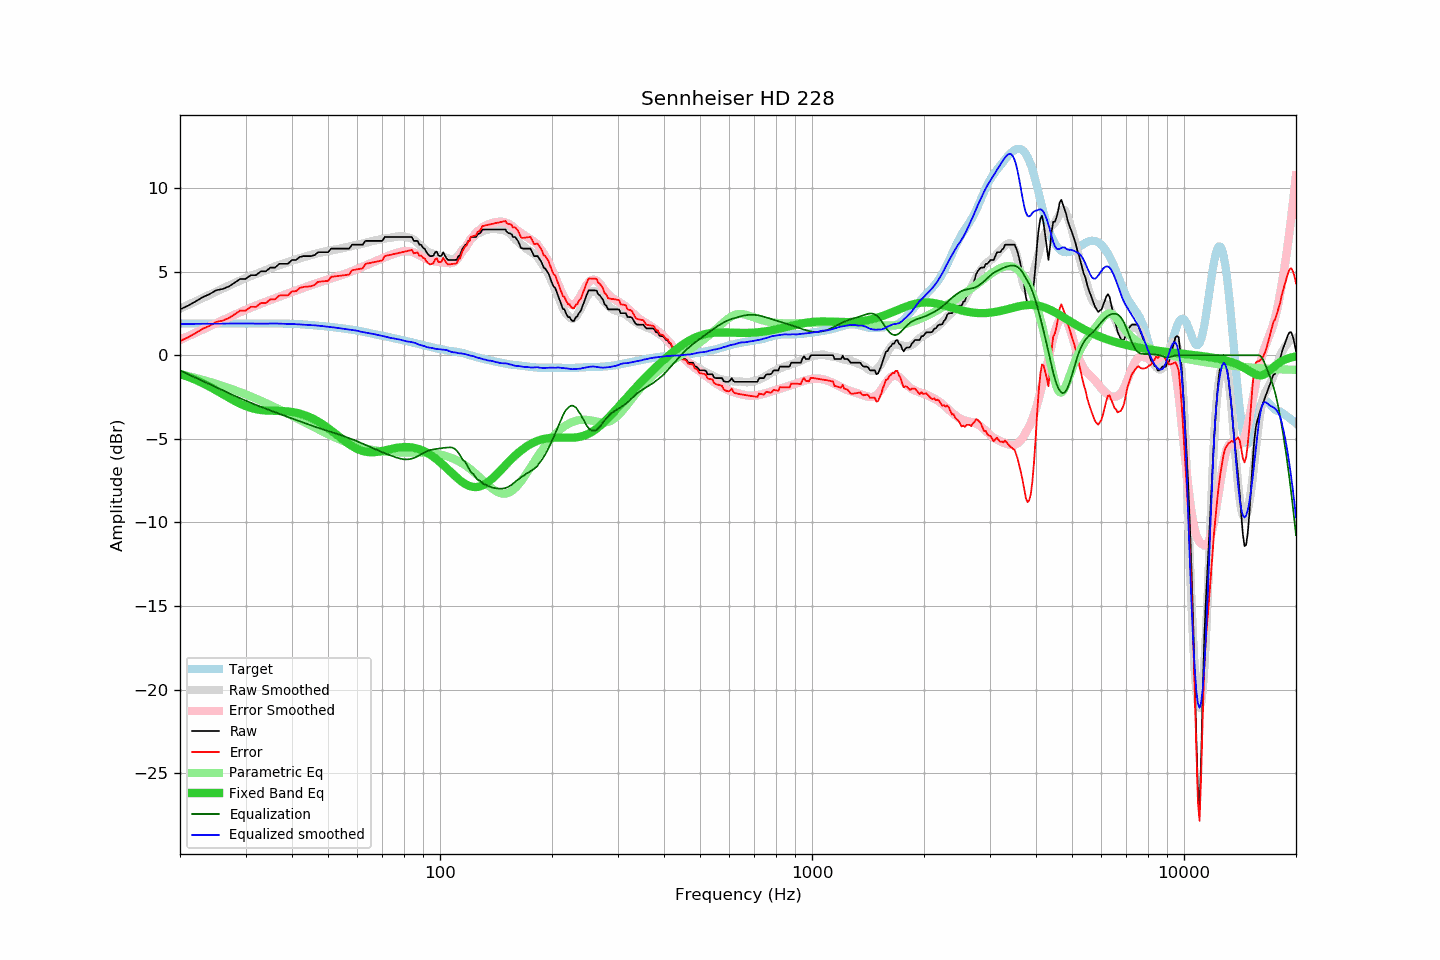 Sennheiser HD 228
Amplitude (dBr)
10
5
0
−5
−10
−15
−20
−25
Target
Raw Smoothed
Error Smoothed
Raw
Error
Parametric Eq
Fixed Band Eq
Equalization
Equalized smoothed
100
1000
10000
Frequency (Hz)